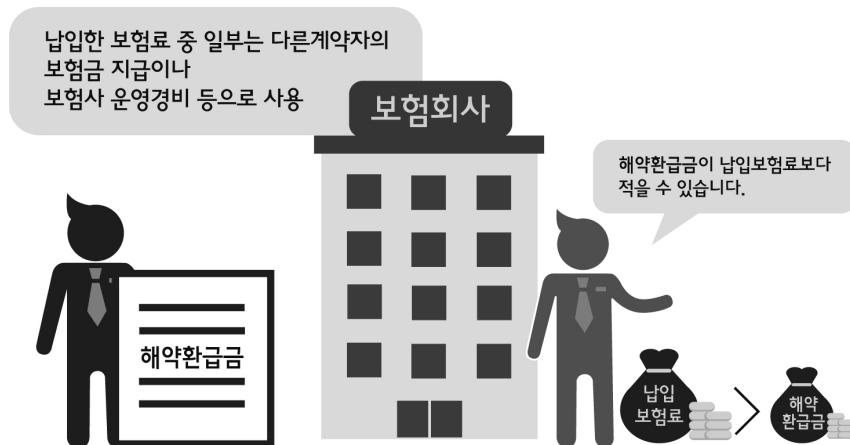 납입한 보험료 중 일부는 다른계약자의
보험금 지급이나
보험사 운영경비 등으로 사용
보험회사
해약환급금이 납입보험료보다
적을 수 있습니다.
해약환급금
납입
보험료
>
해약
환급금